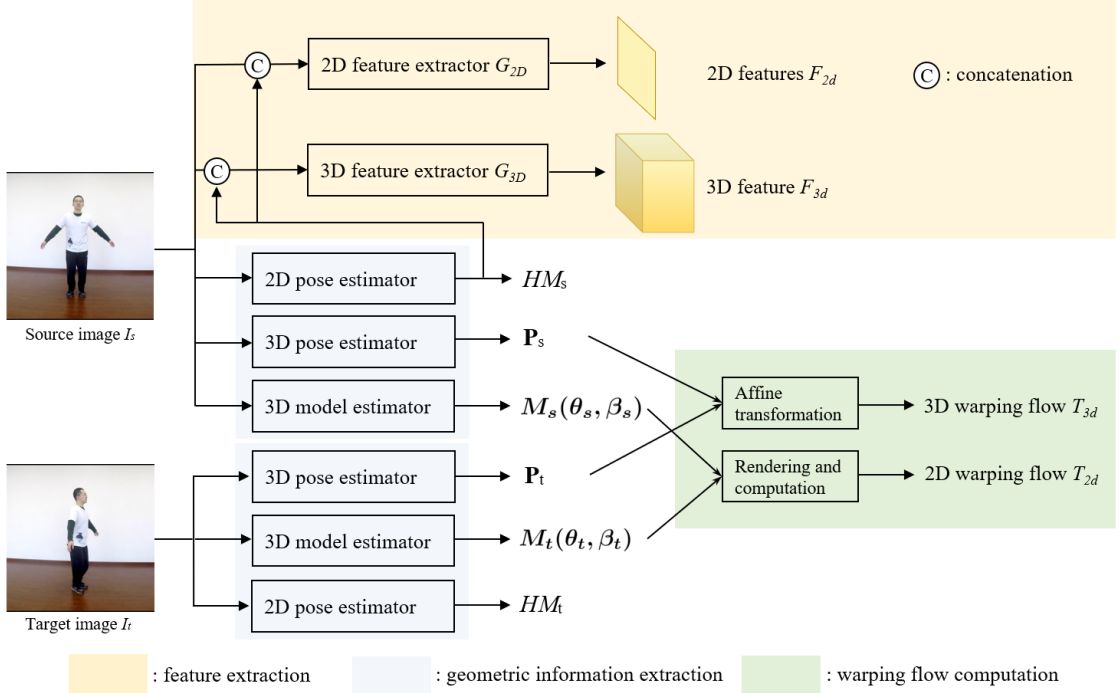 C
2D feature extractor G2D
2D features F2d
C : concatenation
C
3D feature extractor G3D
3D feature F3d
Source image Is
2D pose estimator
HMs
3D pose estimator
Ps
3D model estimator
Ms(θs, βs)
Affine
transformation
3D warping flow T3d
3D pose estimator
Pt
Rendering and
computation
2D warping flow T2d
3D model estimator
Mt(θt, βt)
2D pose estimator
HMt
Target image It
: feature extraction
: geometric information extraction
: warping flow computation